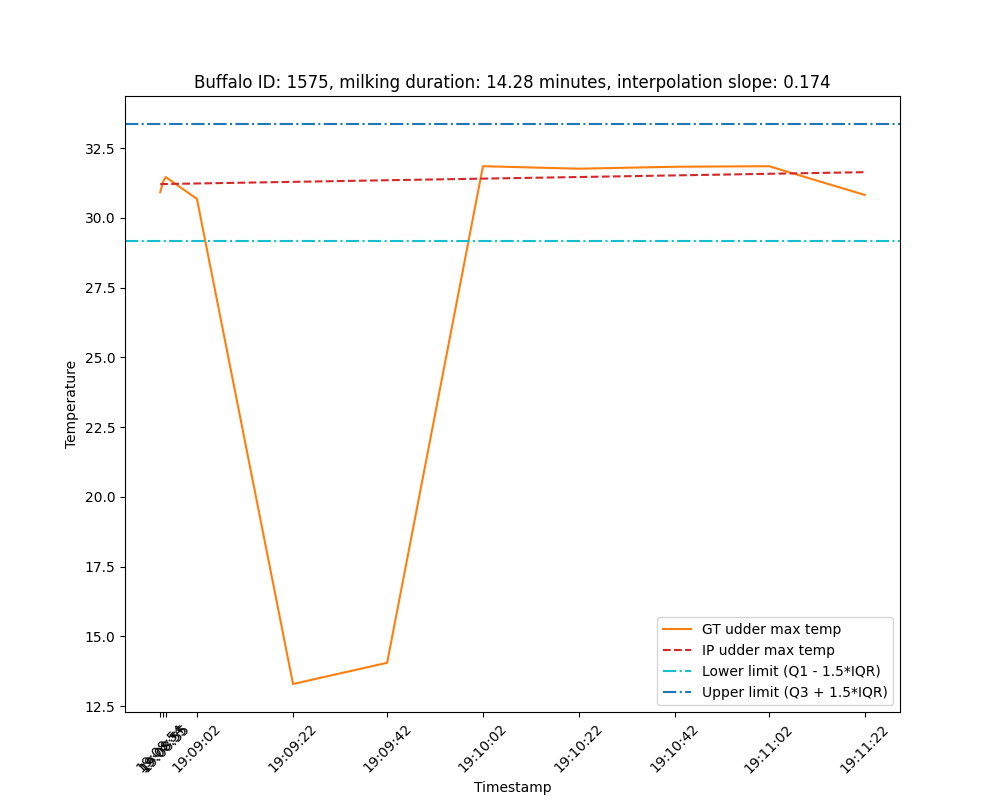 Buffalo ID: 1575, milking duration: 14.28 minutes, interpolation slope: 0.174
32.5
30.0
27.5
25.0
22.5
20.0
17.5
15.0
12.5
Temperature
GT udder max temp
IP udder max temp
Lower limit (Q1 - 1.5*IQR)
Upper limit (Q3 + 1.5*IQR)
19:09:02
19:09:22
19:09:42
19:10:02
19:10:22
19:10:42
19:11:02
19:11:22
Timestamp